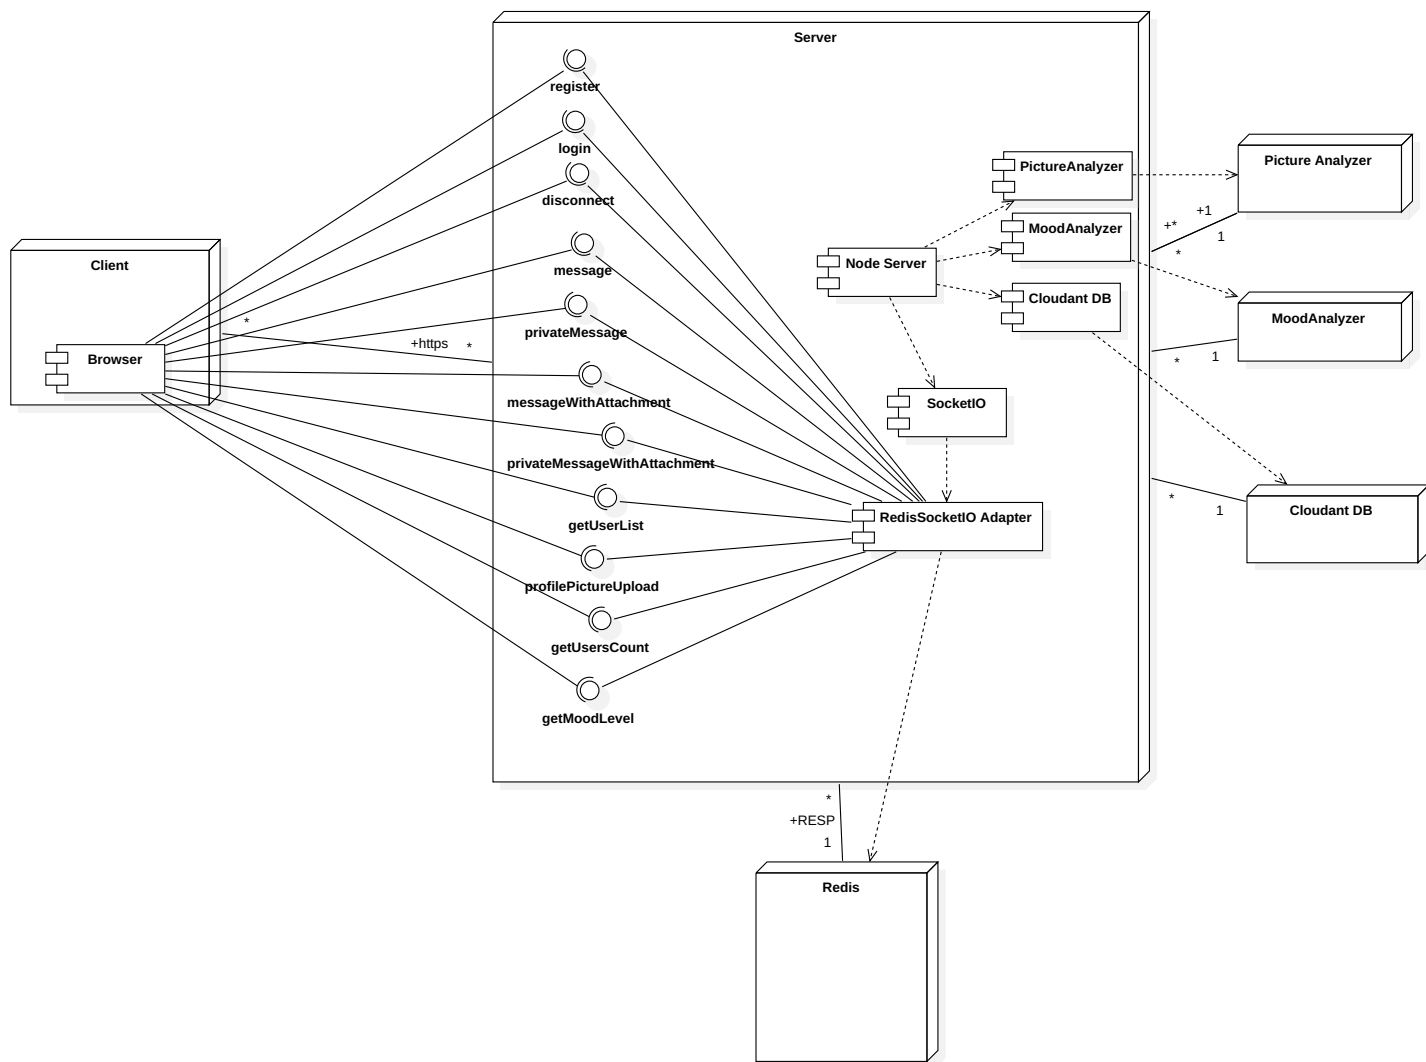 Server
register
login
disconnect
message
privateMessage
messageWithAttachment
privateMessageWithAttachment
getUserList
profilePictureUpload
getUsersCount
getMoodLevel
Client
Browser
*
+https
*
PictureAnalyzer
MoodAnalyzer
Node Server
Cloudant DB
SocketIO
RedisSocketIO Adapter
Picture Analyzer
+1
+*
1
*
MoodAnalyzer
1
*
Cloudant DB
*
1
*
+RESP
1
Redis